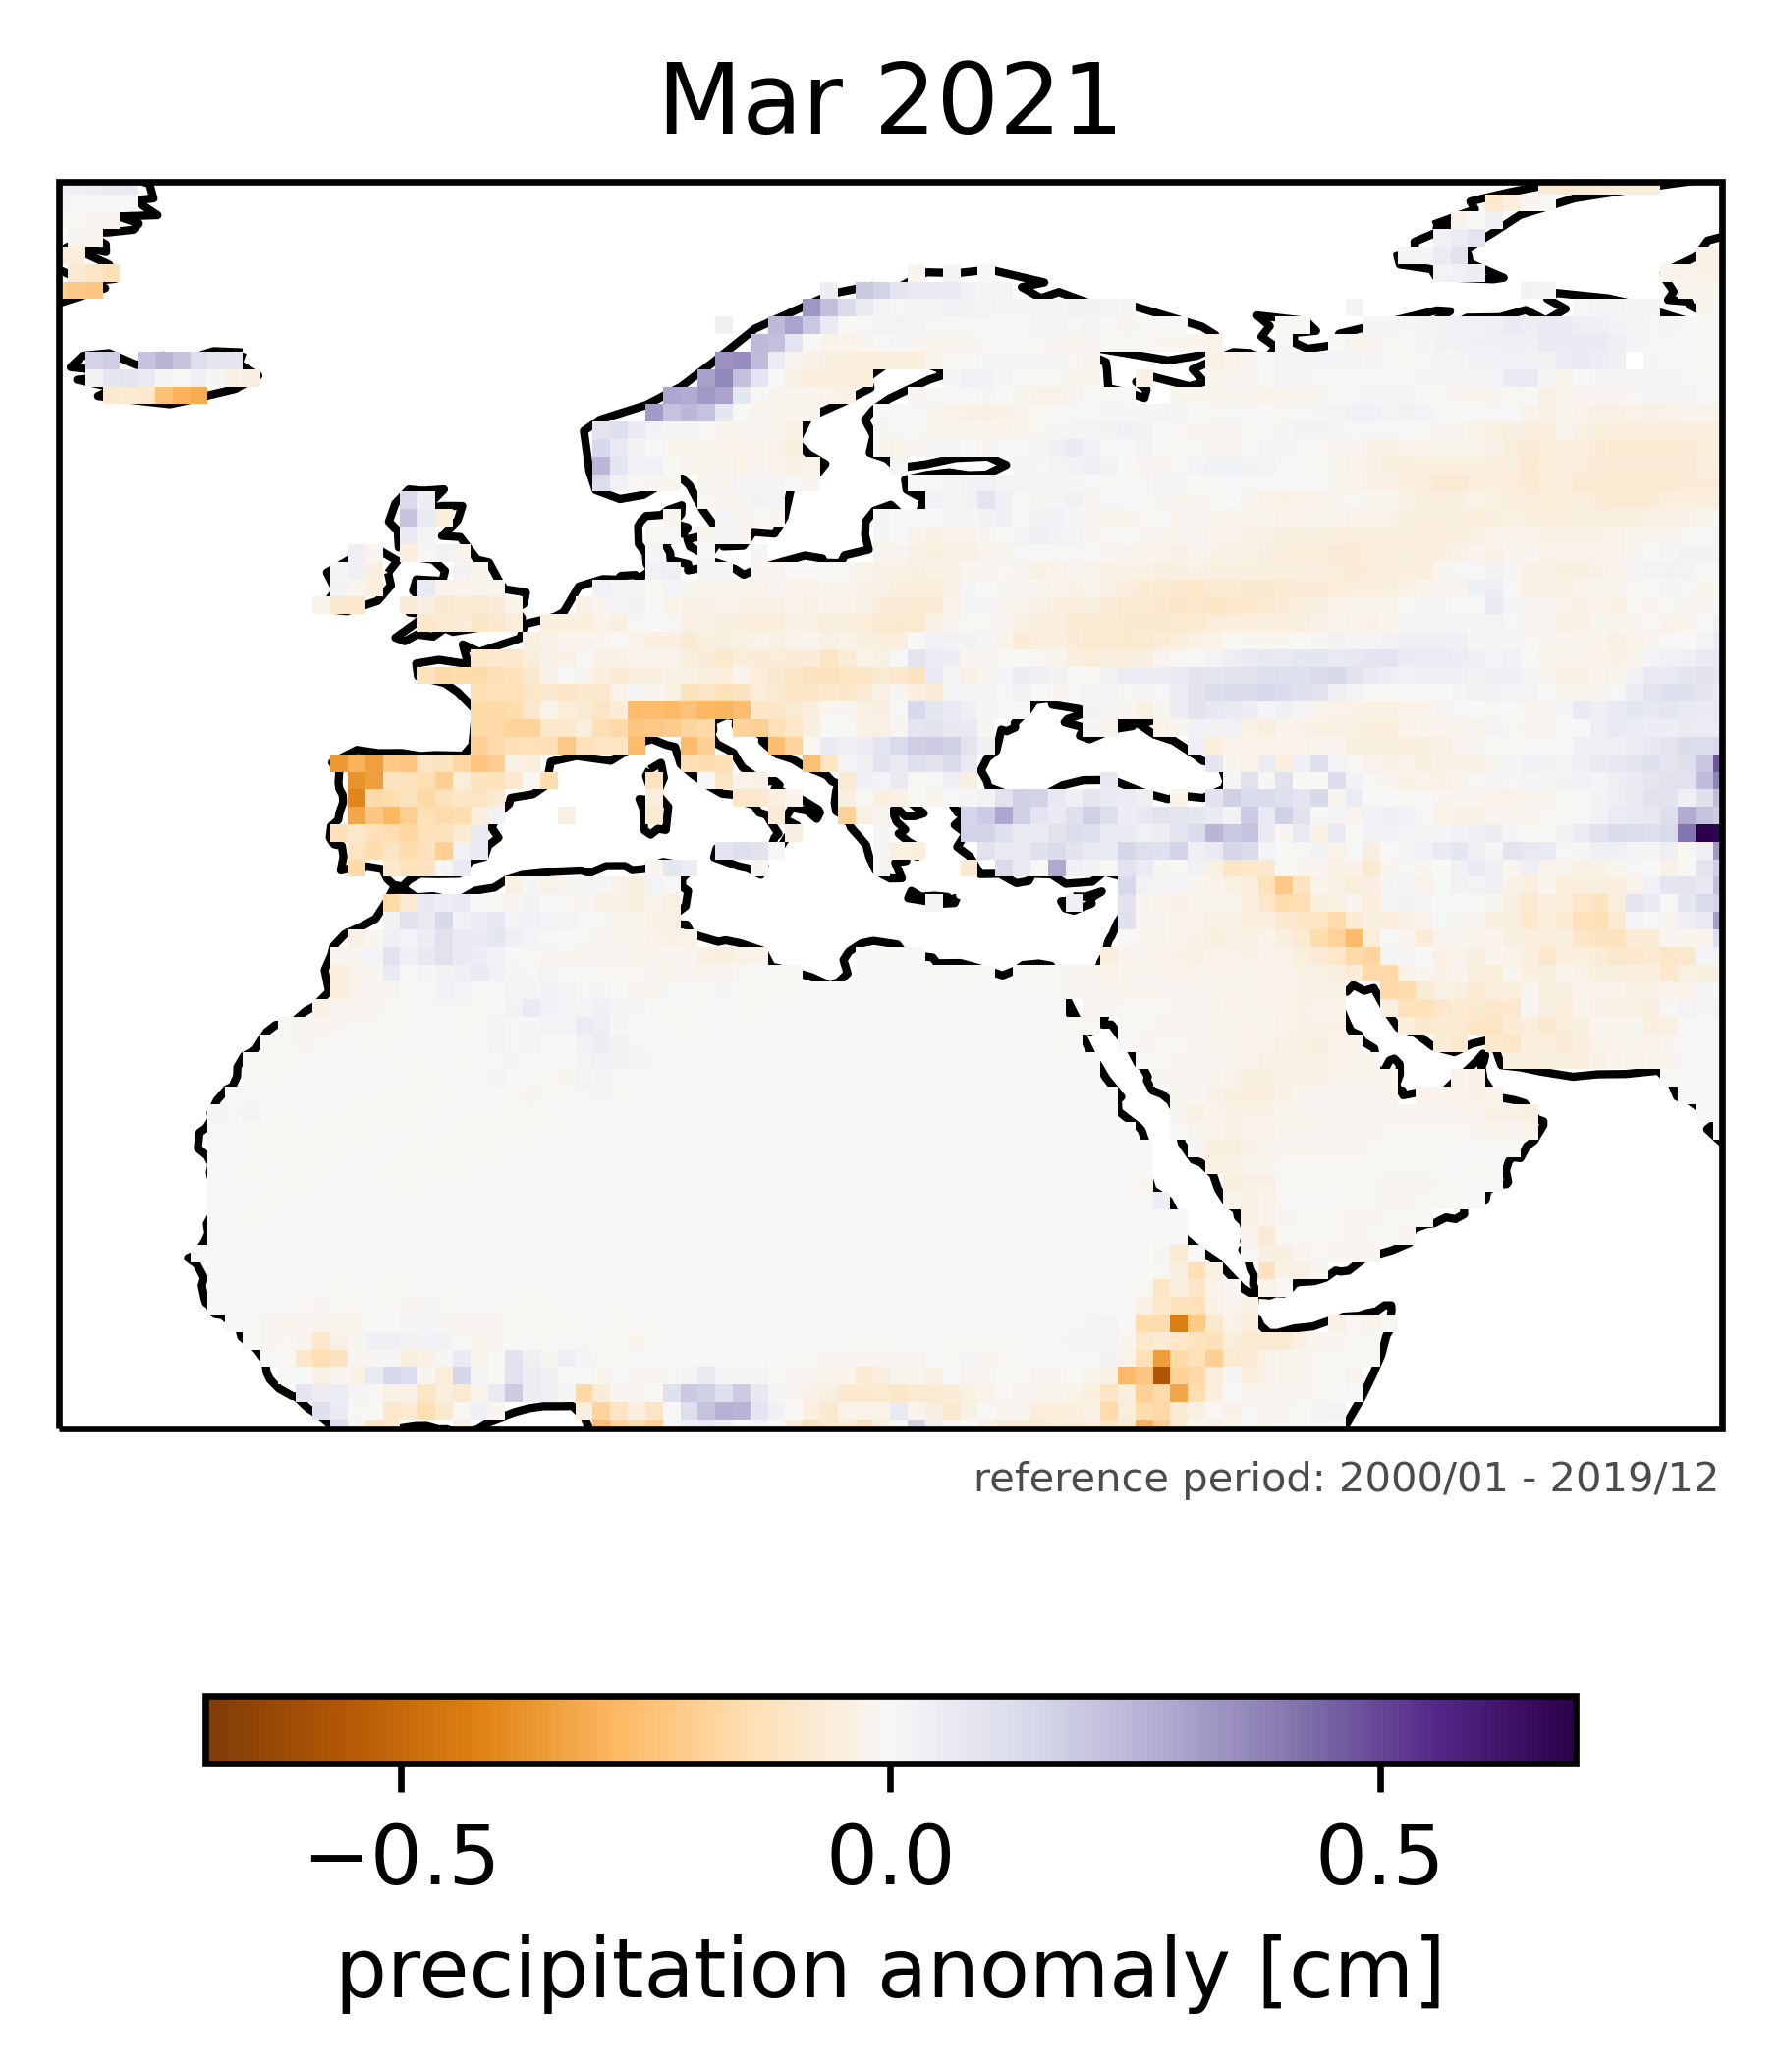 Mar 2021
reference period: 2000/01 - 2019/12
−0.5 0.0 0.5
precipitation anomaly [cm]